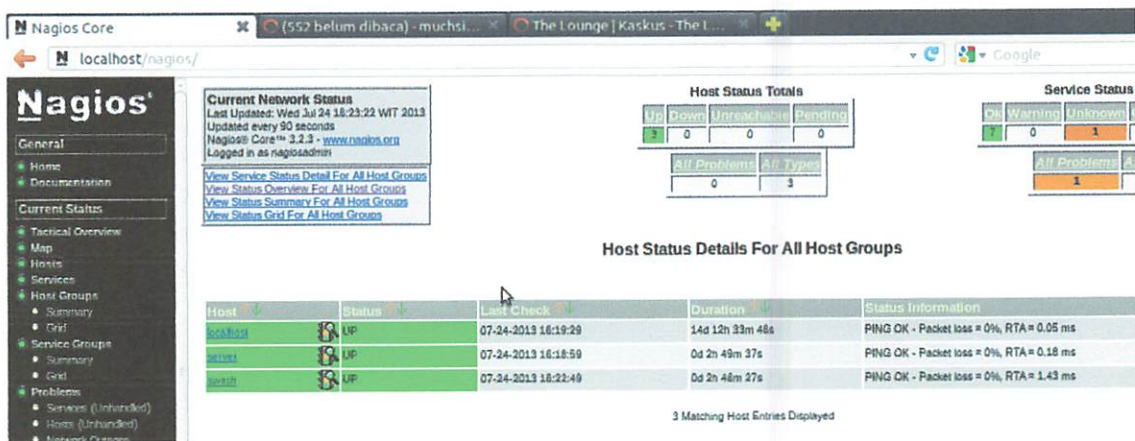 Nagios Core
(552 belum dibaca) - muchsi...
The Lounge | Kaskus - The L...
localhost/nagios/
Google
Nagios
General
Home
Documentation
Current Status
Tactical Overview
Map
Hosts
Services
Host Groups
Summary
Grid
Service Groups
Summary
Grid
Problems
Services (Unhandled)
Hosts (Unhandled)
Network Outages
Current Network Status
Last Updated: Wed Jul 24 16:23:22 WIT 2013
Updated every 90 seconds
Nagios® Core™ 3.2.3 - www.nagios.org
Logged in as nagiosadmin
View Service Status Detail For All Host Groups
View Status Overview For All Host Groups
View Status Summary For All Host Groups
View Status Grid For All Host Groups
Host Status Totals
Up Down Unreachable Pending
3 0 0 0
All Problems All Types
0 3
Service Status
Ok Warning Unknown
7 0 1
All Problems
1
Host Status Details For All Host Groups
Host Status Last Check Duration Status Information
localhost UP 07-24-2013 16:19:29 14d 12h 33m 48s PING OK - Packet loss = 0%, RTA = 0.05 ms
server UP 07-24-2013 16:18:59 0d 2h 49m 37s PING OK - Packet loss = 0%, RTA = 0.18 ms
switch UP 07-24-2013 16:22:49 0d 2h 46m 27s PING OK - Packet loss = 0%, RTA = 1.43 ms
3 Matching Host Entries Displayed